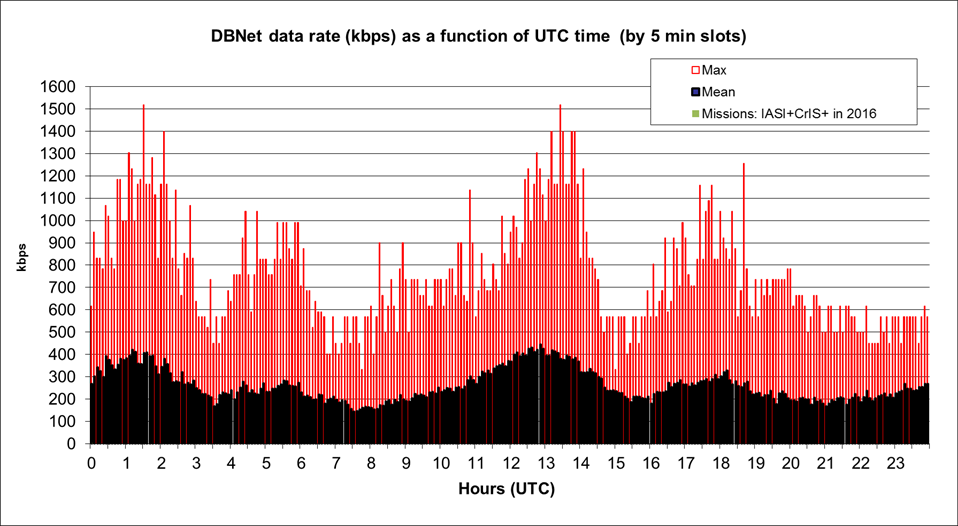 DBNet data rate (kbps) as a function of UTC time (by 5 min slots)
Max
Mean
Missions: IASI+CrIS+ in 2016
kbps
1600
1500
1400
1300
1200
1100
1000
900
800
700
600
500
400
300
200
100
0
0 1 2 3 4 5 6 7 8 9 10 11 12 13 14 15 16 17 18 19 20 21 22 23
Hours (UTC)